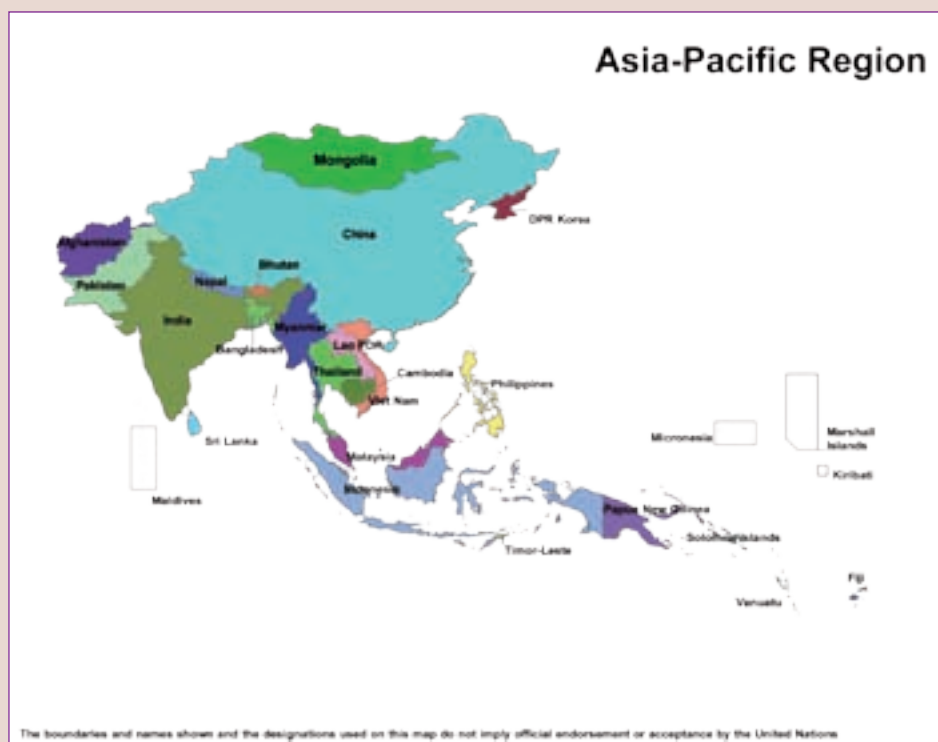 Asia-Pacific Region
Mongolia
DPR Korea
China
Afghanistan
Pakistan
Nepal
Bhutan
India
Myanmar
Bangladesh
Lao PDR
Thailand
Cambodia
Philippines
Viet Nam
Sri Lanka
Micronesia
Marshall
Islands
Malaysia
Kiribati
Indonesia
Maldives
Papua New Guinea
Solomon Islands
Timor-Leste
Fiji
Vanuatu
The boundaries and names shown and the designations used on this map do not imply official endorsement or acceptance by the United Nations